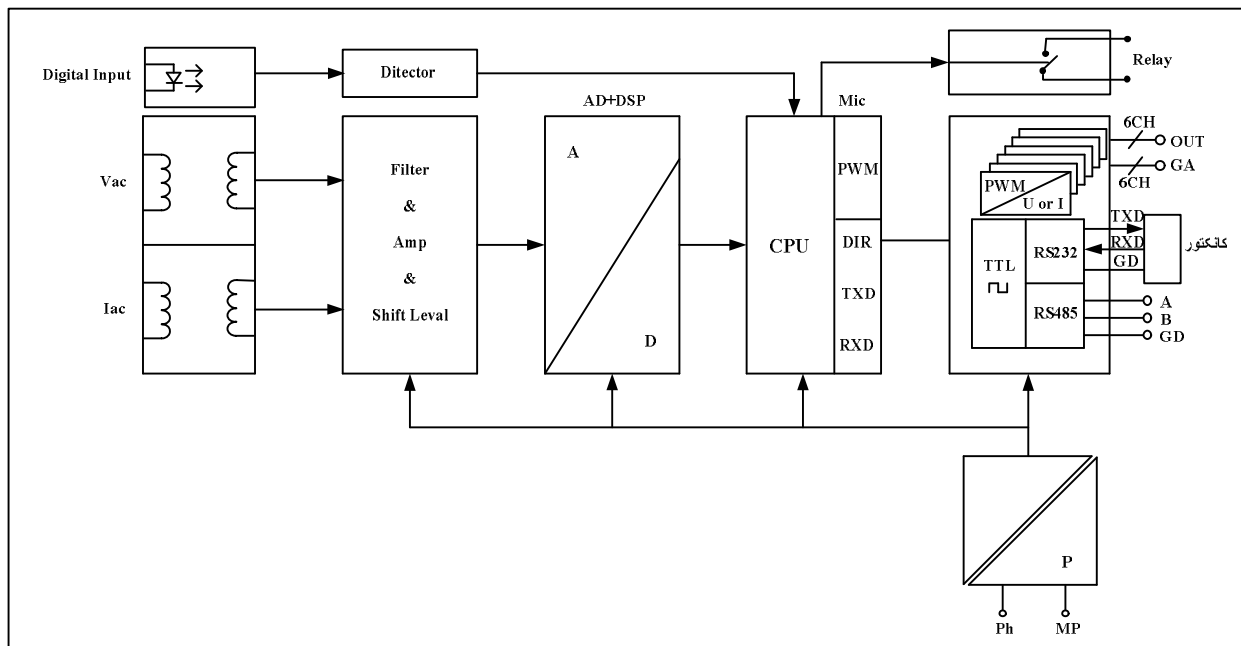 Digital Input
Ditector
Relay
AD+DSP
Mic
Vac
Iac
Filter
&
Amp
&
Shift Leval
A
D
CPU
PWM
DIR
TXD
RXD
6CH
OUT
GA
6CH
PWM
U or I
TTL
RS232
RS485
TXD
RXD
GD
كانكتور
A
B
GD
P
Ph
MP